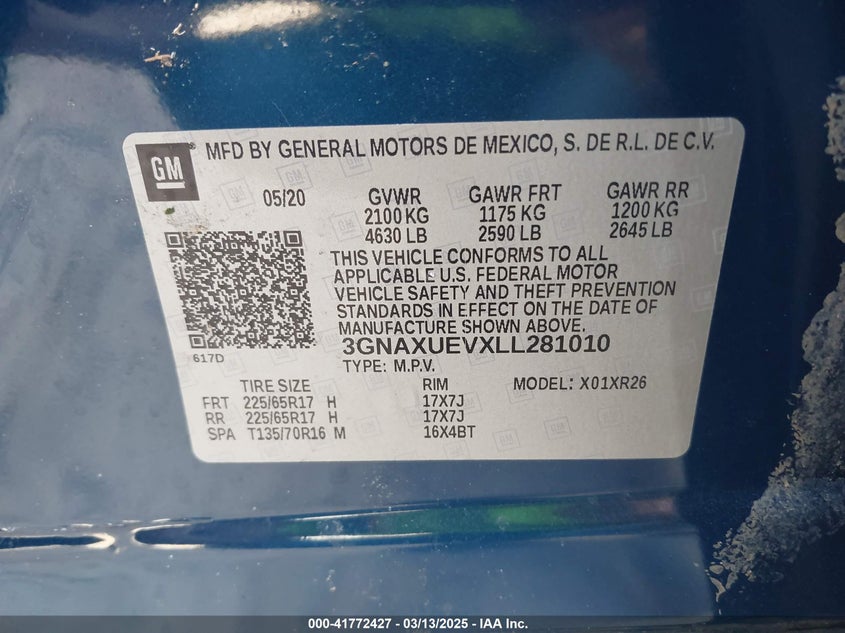 GM
MFD BY GENERAL MOTORS DE MEXICO, S. DE R.L. DE C.V.
05/20 GVWR GAWR FRT GAWR RR
2100 KG 1175 KG 1200 KG
4630 LB 2590 LB 2645 LB
THIS VEHICLE CONFORMS TO ALL
APPLICABLE U.S. FEDERAL MOTOR
VEHICLE SAFETY AND THEFT PREVENTION
STANDARDS IN EFFECT ON THE DATE OF
MANUFACTURE SHOWN ABOVE.
617D
3GNAXUEVXLL281010
TYPE: M.P.V.
TIRE SIZE RIM MODEL: X01XR26
FRT 225/65R17 H 17X7J
RR 225/65R17 H 17X7J
SPA T135/70R16 M 16X4BT
000-41772427 | 03/13/2025 | IAA Inc.